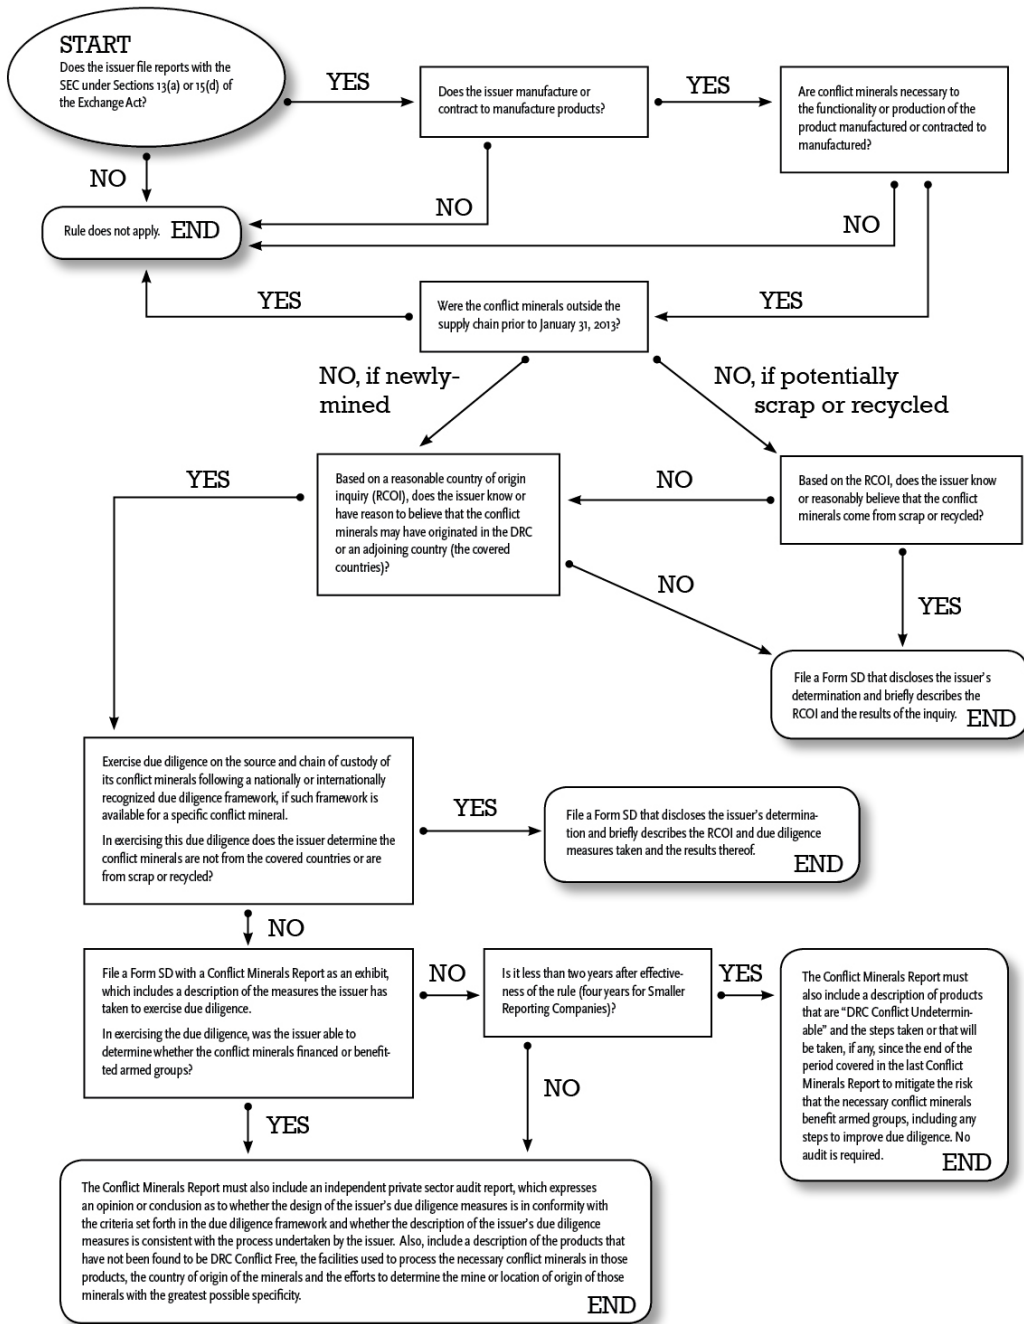 START
Does the issuer file reports with the
SEC under Sections 13(a) or 15(d) of
the Exchange Act?
YES
Does the issuer manufacture or
contract to manufacture products?
YES
Are conflict minerals necessary to
the functionality or production of the
product manufactured or contracted to
manufactured?
NO
NO
NO
Rule does not apply. END
YES
Were the conflict minerals outside the
supply chain prior to January 31, 2013?
YES
NO, if newly-
mined
NO, if potentially
scrap or recycled
YES
Based on a reasonable country of origin
inquiry (RCOI), does the issuer know or
have reason to believe that the conflict
minerals may have originated in the DRC
or an adjoining country (the covered
countries)?
NO
Based on the RCOI, does the issuer know
or reasonably believe that the conflict
minerals come from scrap or recycled?
NO
YES
File a Form SD that discloses the issuer's
determination and briefly describes the
RCOI and the results of the inquiry. END
Exercise due diligence on the source and chain of custody of
its conflict minerals following a nationally or internationally
recognized due diligence framework, if such framework is
available for a specific conflict mineral.
In exercising this due diligence does the issuer determine the
conflict minerals are not from the covered countries or are
from scrap or recycled?
YES
File a Form SD that discloses the issuer's determina-
tion and briefly describes the RCOI and due diligence
measures taken and the results thereof.
END
NO
File a Form SD with a Conflict Minerals Report as an exhibit,
which includes a description of the measures the issuer has
taken to exercise due diligence.
In exercising the due diligence, was the issuer able to
determine whether the conflict minerals financed or benefit-
ted armed groups?
NO
Is it less than two years after effective-
ness of the rule (four years for Smaller
Reporting Companies)?
YES
The Conflict Minerals Report must
also include a description of products
that are “DRC Conflict Undetermin-
able” and the steps taken or that will
be taken, if any, since the end of the
period covered in the last Conflict
Minerals Report to mitigate the risk
that the necessary conflict minerals
benefit armed groups, including any
steps to improve due diligence. No
audit is required.
END
YES
NO
The Conflict Minerals Report must also include an independent private sector audit report, which expresses
an opinion or conclusion as to whether the design of the issuer's due diligence measures is in conformity with
the criteria set forth in the due diligence framework and whether the description of the issuer's due diligence
measures is consistent with the process undertaken by the issuer. Also, include a description of the products that
have not been found to be DRC Conflict Free, the facilities used to process the necessary conflict minerals in those
products, the country of origin of the minerals and the efforts to determine the mine or location of origin of those
minerals with the greatest possible specificity.
END